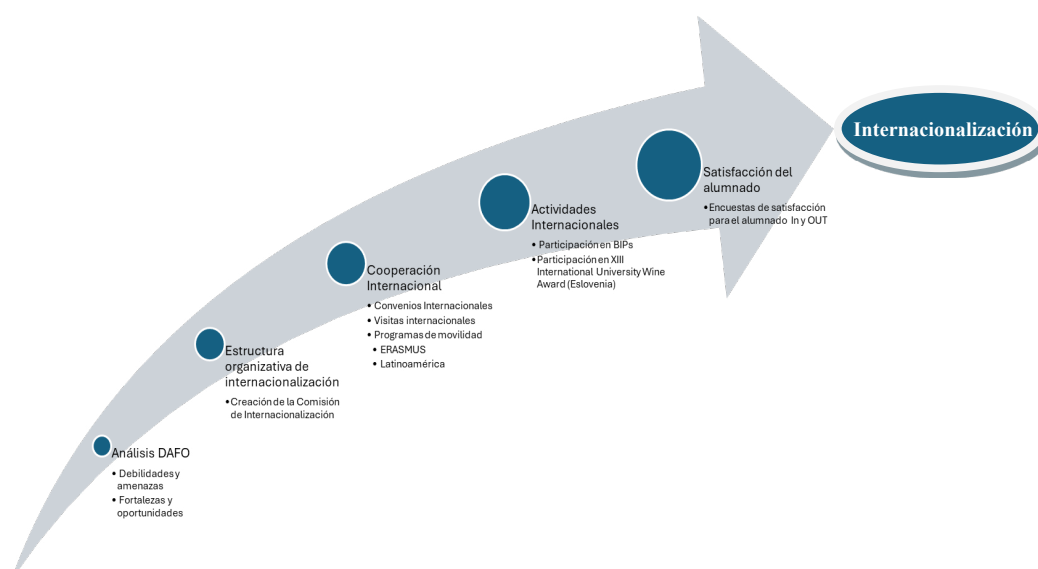 Internacionalización
Satisfacción del
alumnado
•Encuestas de satisfacción
para el alumnado In y OUT
Actividades
Internacionales
• Participación en BIPs
•Participación en XIII
International University Wine
Award (Eslovenia)
Cooperación
Internacional
• Convenios Internacionales
• Visitas internacionales
• Programas de movilidad
• ERASMUS
• Latinoamérica
Estructura
organizativa de
internacionalización
•Creación de la Comisión
de Internacionalización
Análisis DAFO
• Debilidades y
amenazas
• Fortalezas y
oportunidades